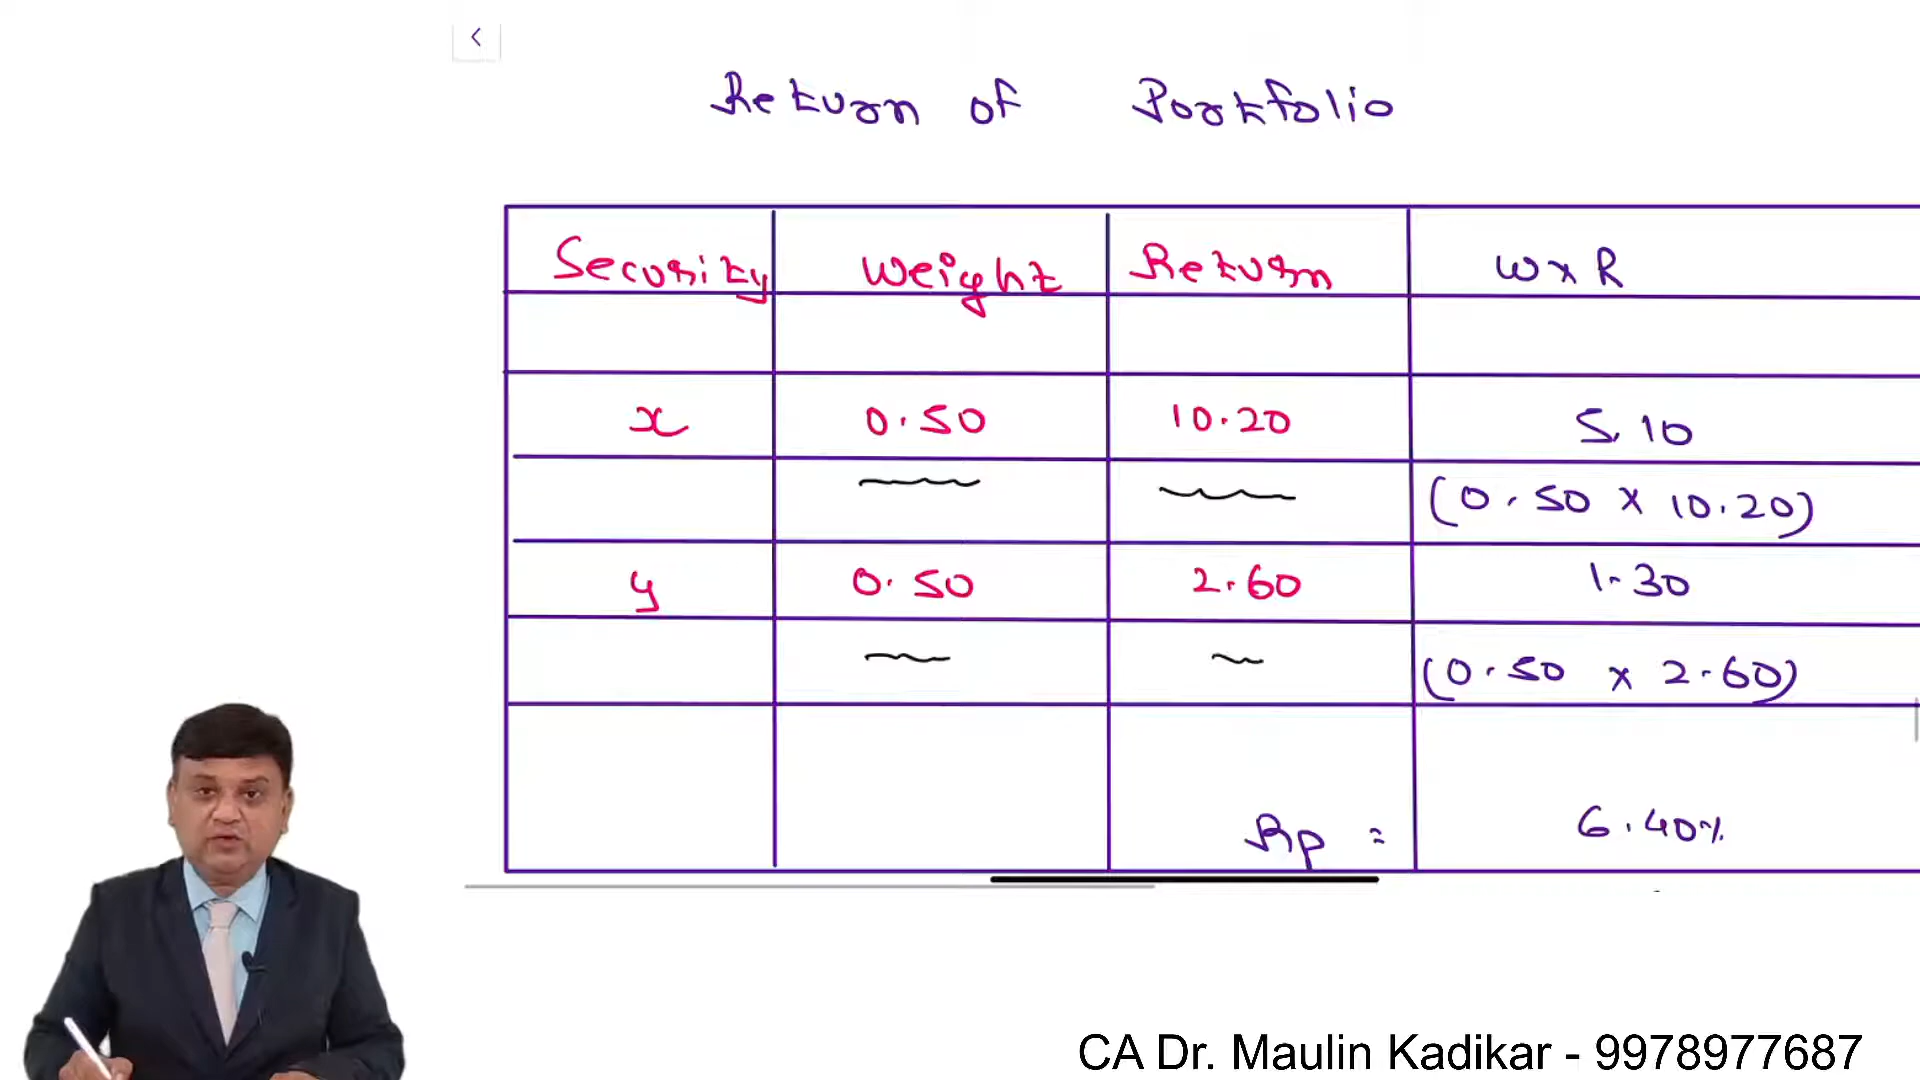 Return of Portfolio
Security Weight Return W x R
x 0.50 10.20 5.10
(0.50 x 10.20)
y 0.50 2.60 1.30
(0.50 x 2.60)
Rp = 6.40%
CA Dr. Maulin Kadikar - 9978977687